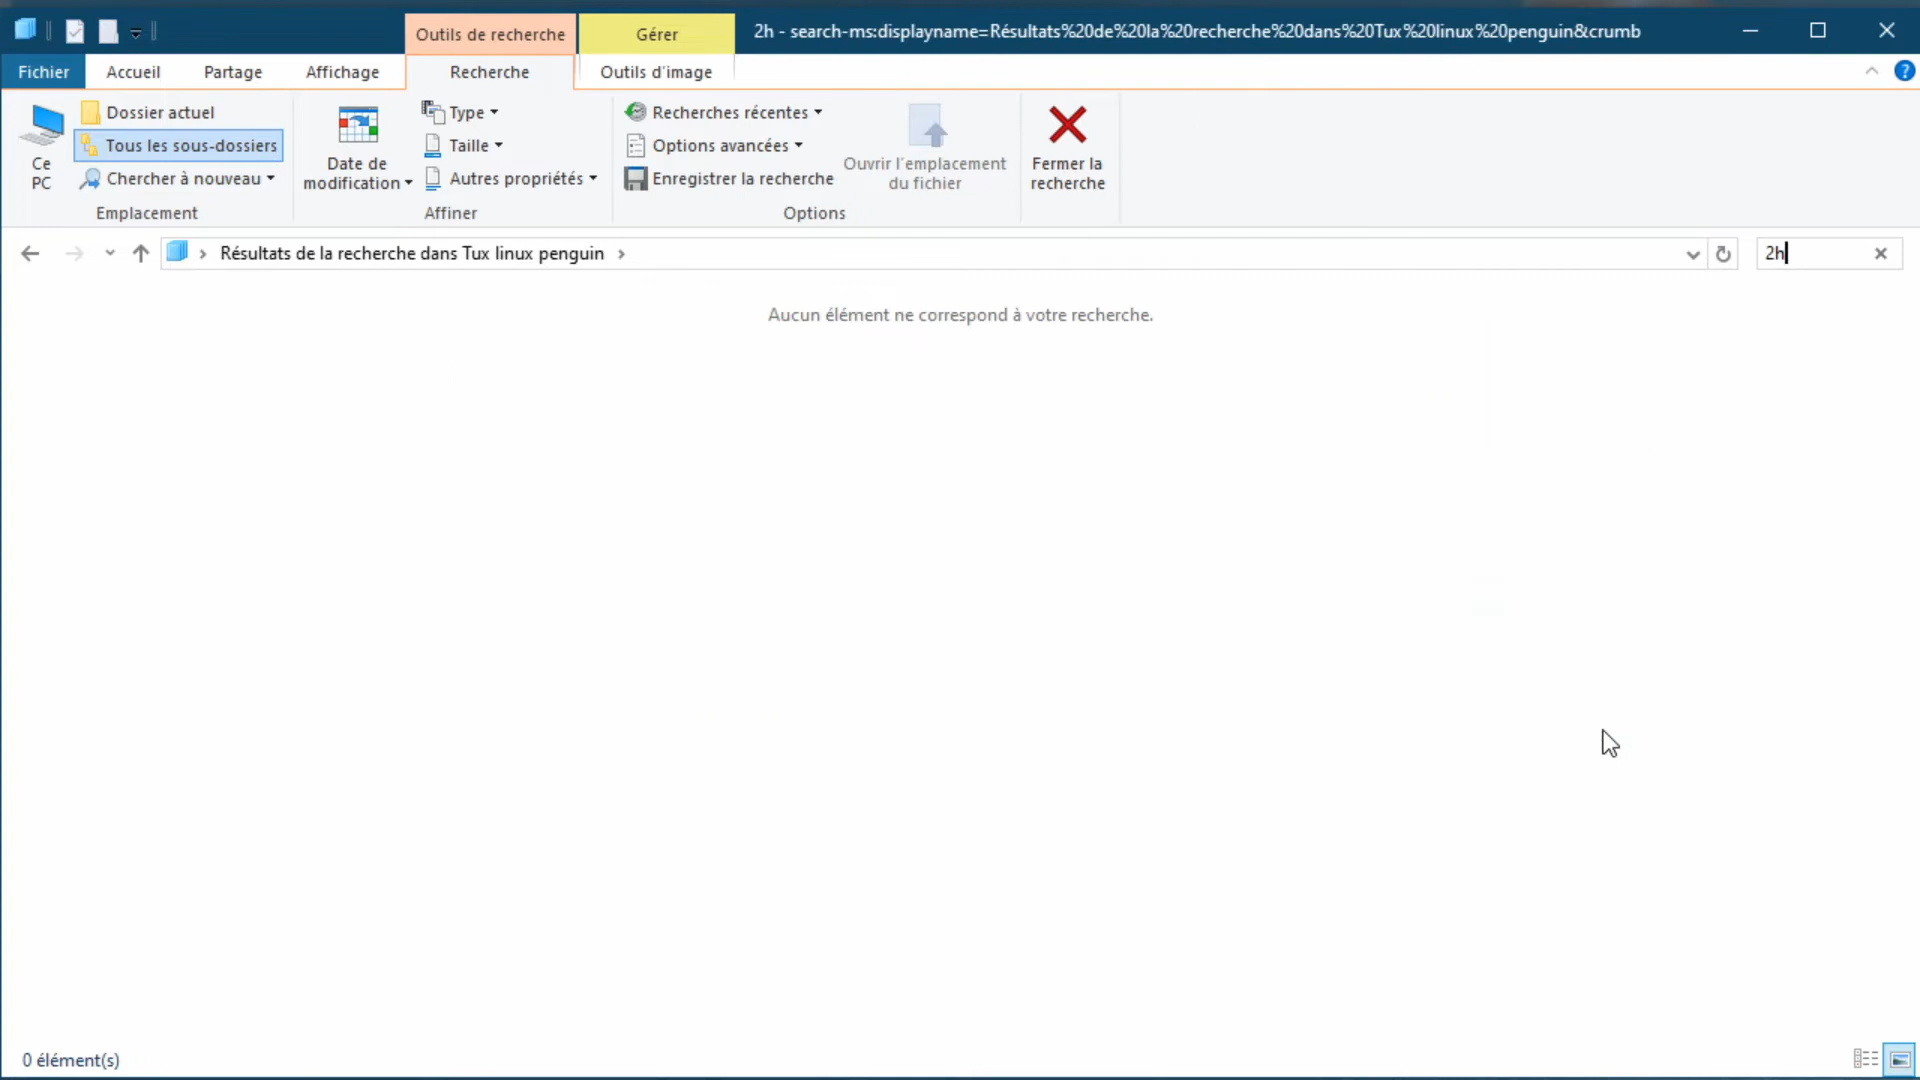 Outils de recherche
Gérer
2h - search-ms:displayname=Résultats%20de%20la%20recherche%20dans%20Tux%20linux%20penguin&crumb
Fichier
Accueil
Partage
Affichage
Recherche
Outils d'image
?
Ce
PC
Dossier actuel
Tous les sous-dossiers
Chercher à nouveau
Emplacement
Date de
modification
Type
Taille
Autres propriétés
Affiner
Recherches récentes
Options avancées
Enregistrer la recherche
Ouvrir l'emplacement
du fichier
Options
Fermer la
recherche
Résultats de la recherche dans Tux linux penguin
2h
Aucun élément ne correspond à votre recherche.
0 élément(s)